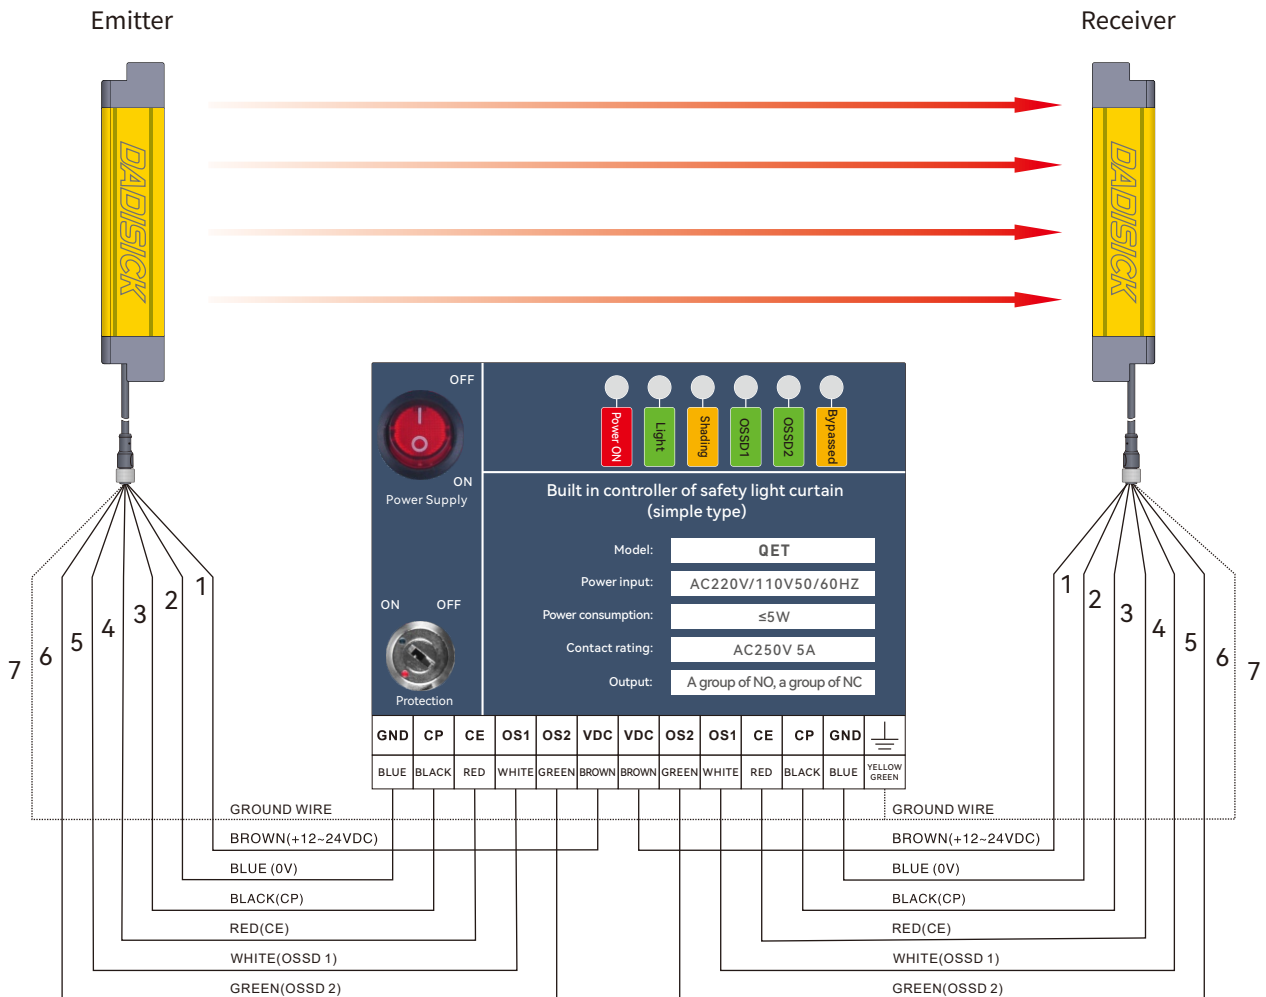 Emitter
Receiver
DADISICK
DADISICK
OFF
ON
Power Supply
Power ON
Light
Shading
OSSD1
OSSD2
Bypassed
Built in controller of safety light curtain
(simple type)
Model: QET
Power input: AC220V/110V50/60HZ
Power consumption: ≤5W
Contact rating: AC250V 5A
Output: A group of NO, a group of NC
ON OFF
Protection
GND CP CE OS1 OS2 VDC VDC OS2 OS1 CE CP GND
BLUE BLACK RED WHITE GREEN BROWN BROWN GREEN WHITE RED BLACK BLUE YELLOW GREEN
7 6 5 4 3 2 1
1 2 3 4 5 6 7
GROUND WIRE
BROWN(+12~24VDC)
BLUE (0V)
BLACK(CP)
RED(CE)
WHITE(OSSD 1)
GREEN(OSSD 2)
GROUND WIRE
BROWN(+12~24VDC)
BLUE (0V)
BLACK(CP)
RED(CE)
WHITE(OSSD 1)
GREEN(OSSD 2)